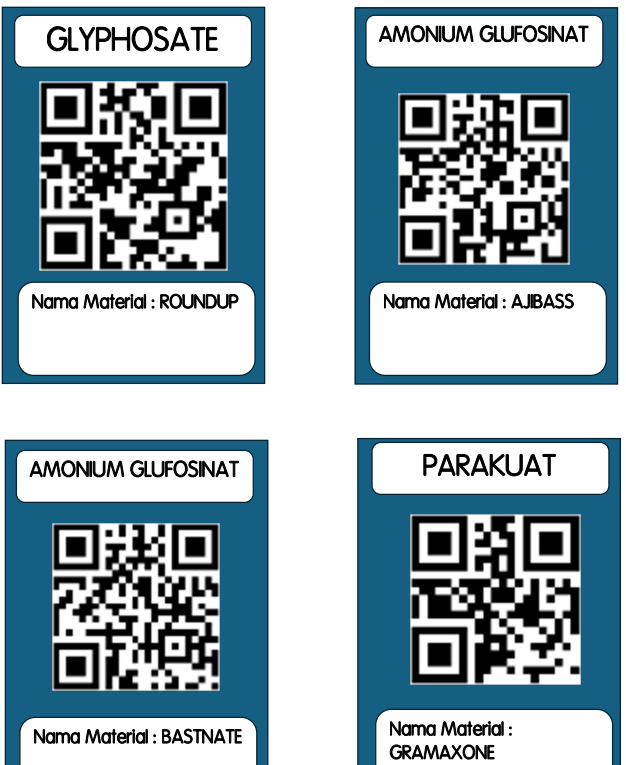 GLYPHOSATE
Nama Material : ROUNDUP
AMONIUM GLUFOSINAT
Nama Material : AJIBASS
AMONIUM GLUFOSINAT
Nama Material : BASTNATE
PARAKUAT
Nama Material :
GRAMAXONE